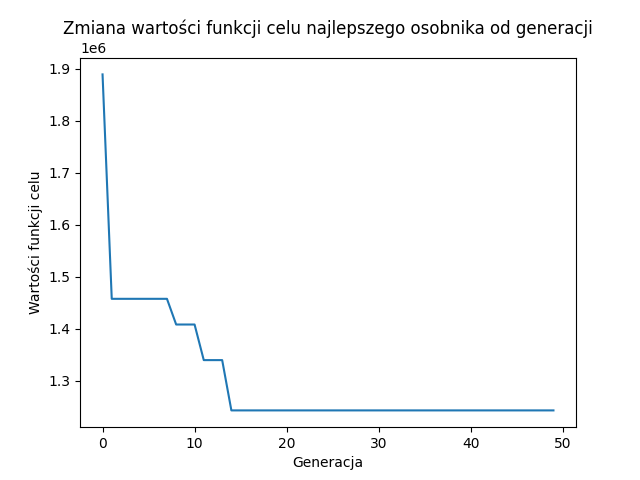 Zmiana wartości funkcji celu najlepszego osobnika od generacji
1e6
1.9
1.8
1.7
1.6
1.5
1.4
1.3
Wartości funkcji celu
0 10 20 30 40 50
Generacja